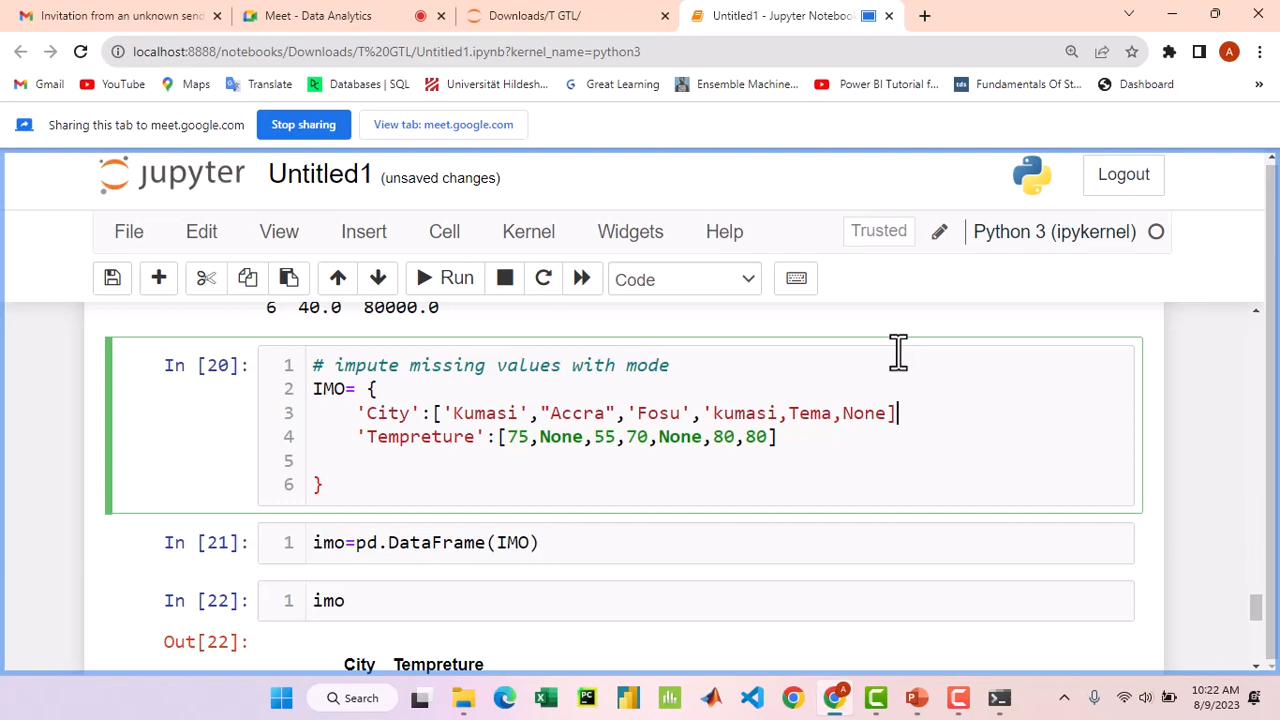 Invitation from an unknown send
Meet - Data Analytics
Downloads/T GTL/
Untitled1 - Jupyter Notebook
localhost:8888/notebooks/Downloads/T%20GTL/Untitled1.ipynb?kernel_name=python3
A
Gmail
YouTube
Maps
Translate
Databases | SQL
Universität Hildesh...
Great Learning
Ensemble Machine...
Power BI Tutorial f...
tds
Fundamentals Of St...
Dashboard
»
Sharing this tab to meet.google.com
Stop sharing
View tab: meet.google.com
jupyter
Untitled1 (unsaved changes)
Logout
File
Edit
View
Insert
Cell
Kernel
Widgets
Help
Trusted
Python 3 (ipykernel)
Run
Code
6 40.0 80000.0
In [20]:
1 # impute missing values with mode
2 IMO= {
3 'City':['Kumasi',"Accra",'Fosu','kumasi,Tema,None]
4 'Tempreture':[75,None,55,70,None,80,80]
5
6 }
In [21]:
1 imo=pd.DataFrame(IMO)
In [22]:
1 imo
Out[22]:
City Tempreture
Search
A
10:22 AM
8/9/2023